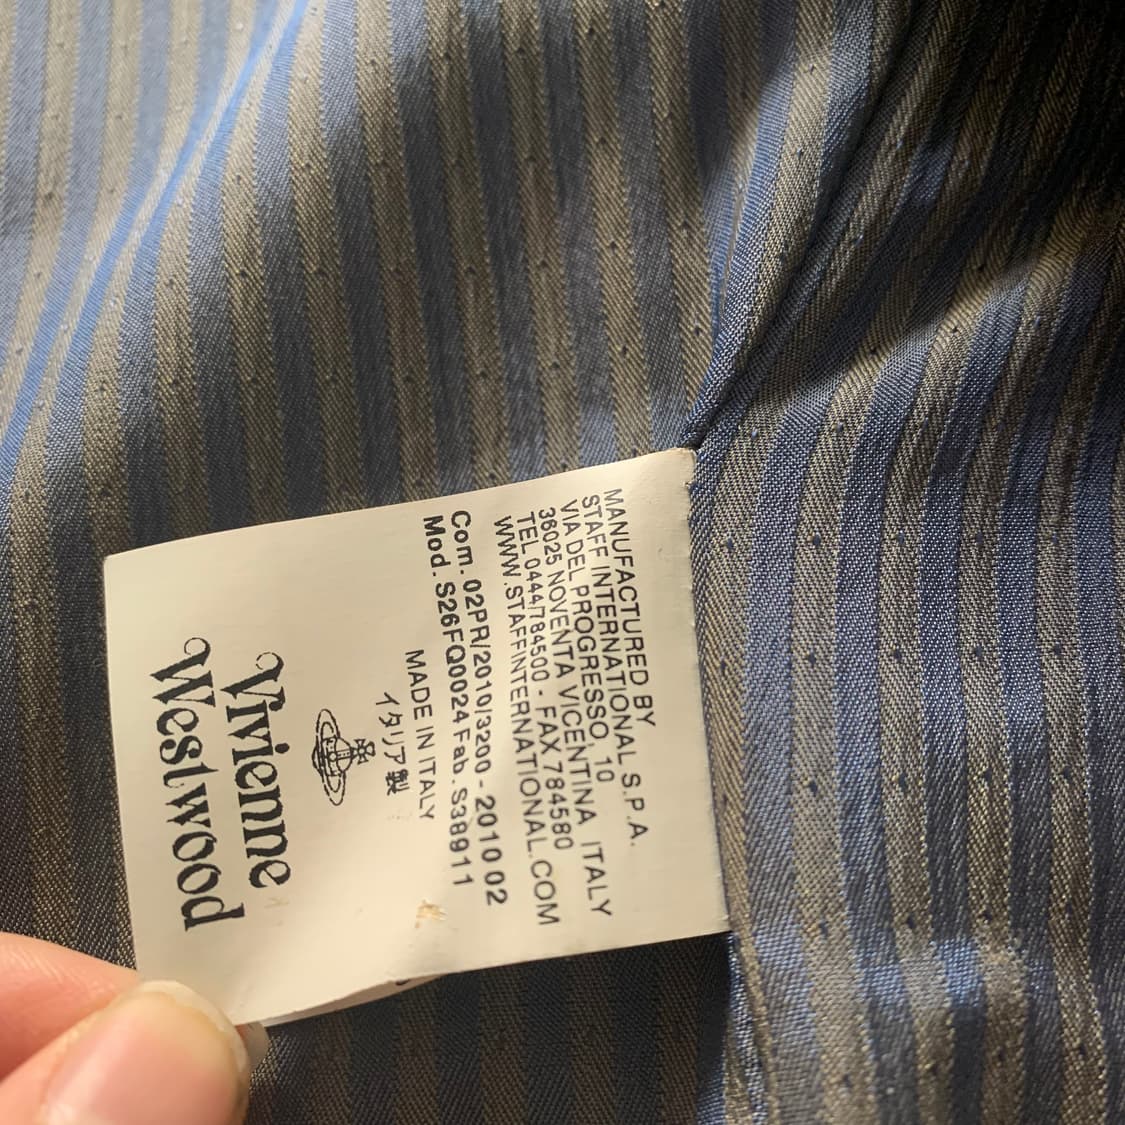 MANUFACTURED BY
STAFF INTERNATIONAL S.P.A.
VIA DEL PROGRESSO, 10
36025 NOVENTA VICENTINA, ITALY
TEL 0444/784500 - FAX 784580
WWW.STAFFINTERNATIONAL.COM
Com. 02PR/2010/3200 - 2010 02
Mod. S26FQ0024 Fab. S38911
MADE IN ITALY
イタリア製
Vivienne
Westwood